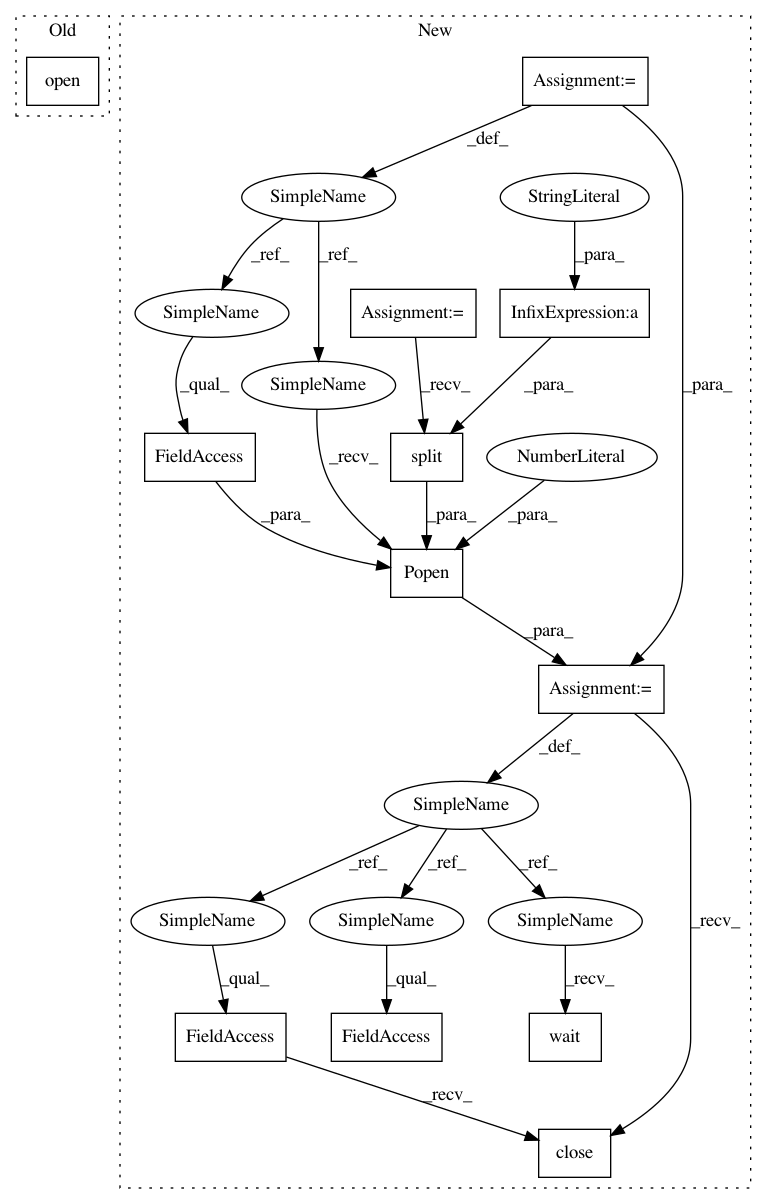 Old
New
open
Assignment:=
_def_
SimpleName
StringLiteral
_ref_
_ref_
_para_
SimpleName
Assignment:=
InfixExpression:a
SimpleName
_qual_
_recv_
_para_
_para_
FieldAccess
_recv_
split
NumberLiteral
_para_
_para_
_para_
Popen
_para_
Assignment:=
_def_
SimpleName
_ref_
_ref_
_ref_
SimpleName
SimpleName
SimpleName
_recv_
_qual_
_qual_
_recv_
FieldAccess
FieldAccess
wait
_recv_
close